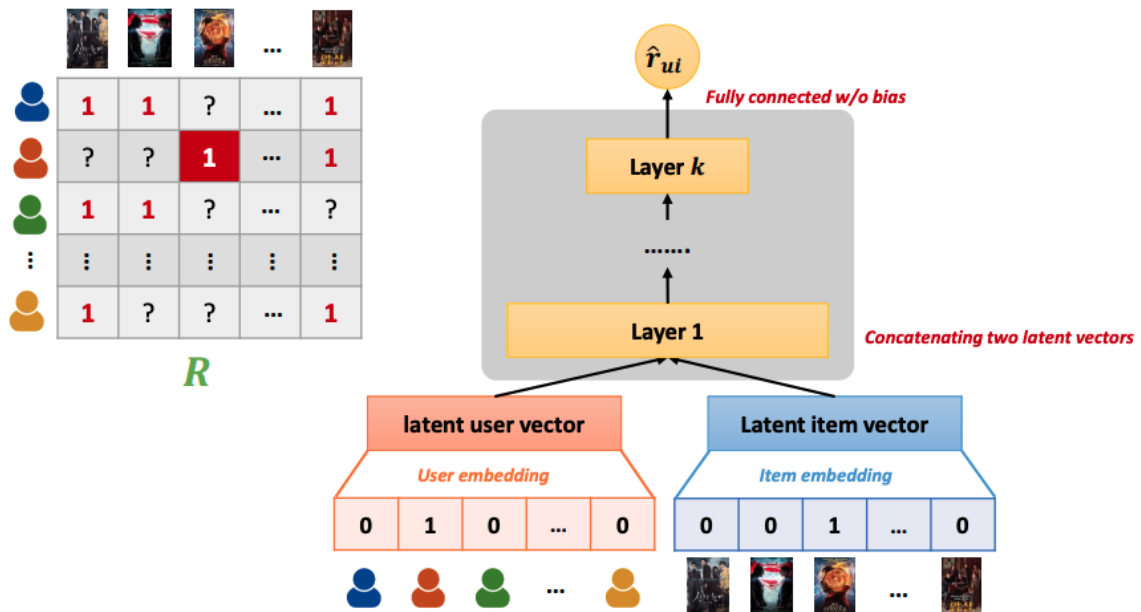 ...
1 1 ? ... 1
? ? 1 ... 1
1 1 ? ... ?
⋮ ⋮ ⋮ ⋮ ⋮ ⋮
1 ? ? ... 1
R
r̂ui
Fully connected w/o bias
Layer k
.......
Layer 1
Concatenating two latent vectors
latent user vector
Latent item vector
User embedding
Item embedding
0 1 0 ... 0
0 0 1 ... 0
...
...